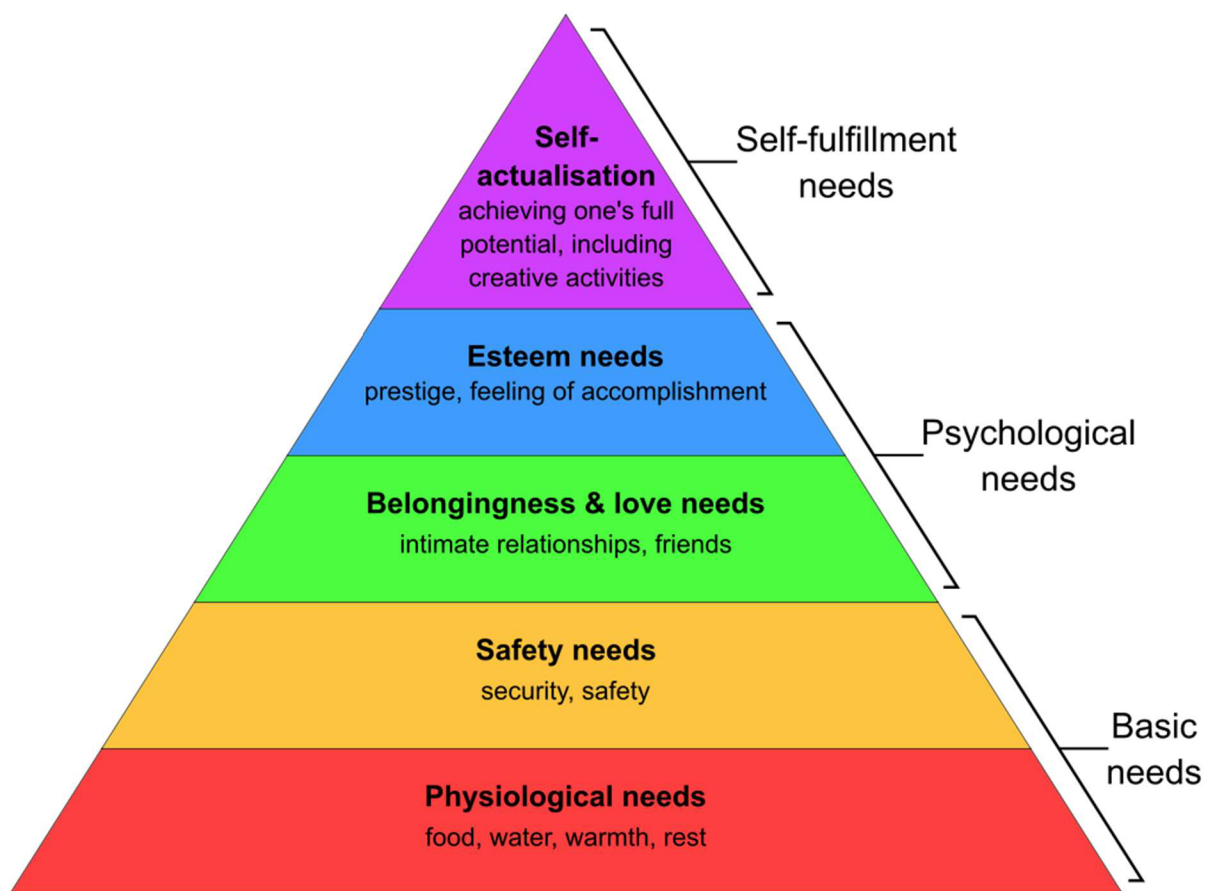 Self-
actualisation
achieving one's full
potential, including
creative activities
Self-fulfillment
needs
Esteem needs
prestige, feeling of accomplishment
Psychological
needs
Belongingness & love needs
intimate relationships, friends
Safety needs
security, safety
Basic
needs
Physiological needs
food, water, warmth, rest